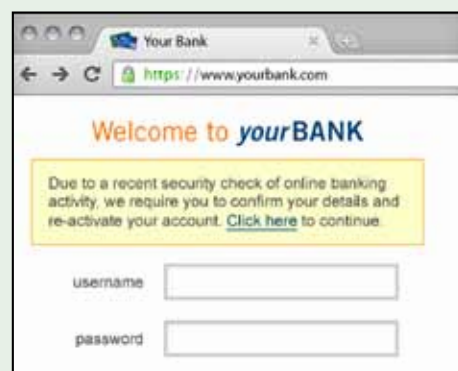 Your Bank
https://www.yourbank.com
Welcome to yourBANK
Due to a recent security check of online banking
activity, we require you to confirm your details and
re-activate your account. Click here to continue.
username
password